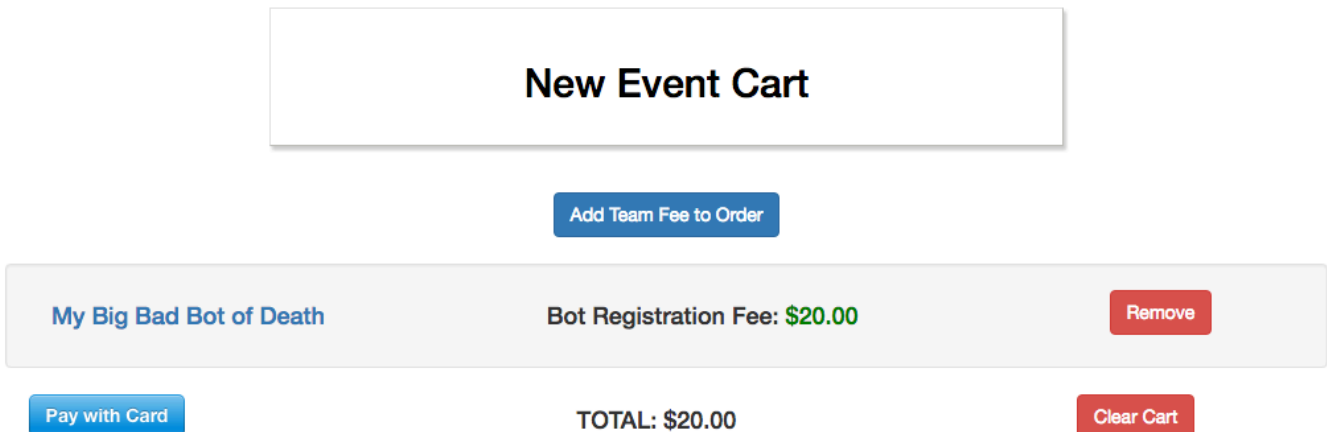 New Event Cart
Add Team Fee to Order
My Big Bad Bot of Death Bot Registration Fee: $20.00 Remove
Pay with Card TOTAL: $20.00 Clear Cart